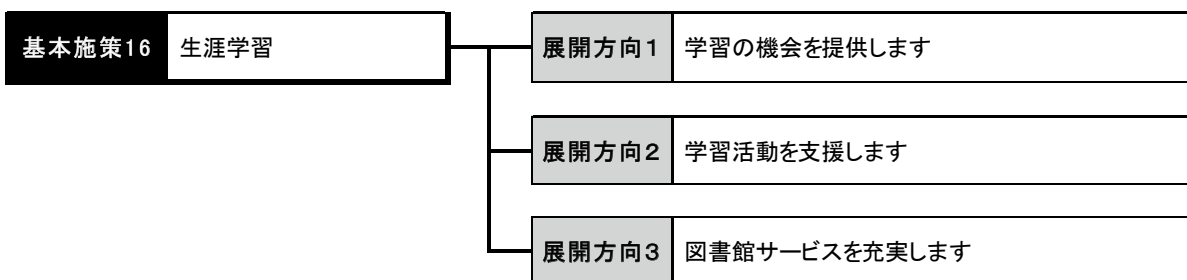 基本施策16 生涯学習
展開方向1 学習の機会を提供します
展開方向2 学習活動を支援します
展開方向3 図書館サービスを充実します